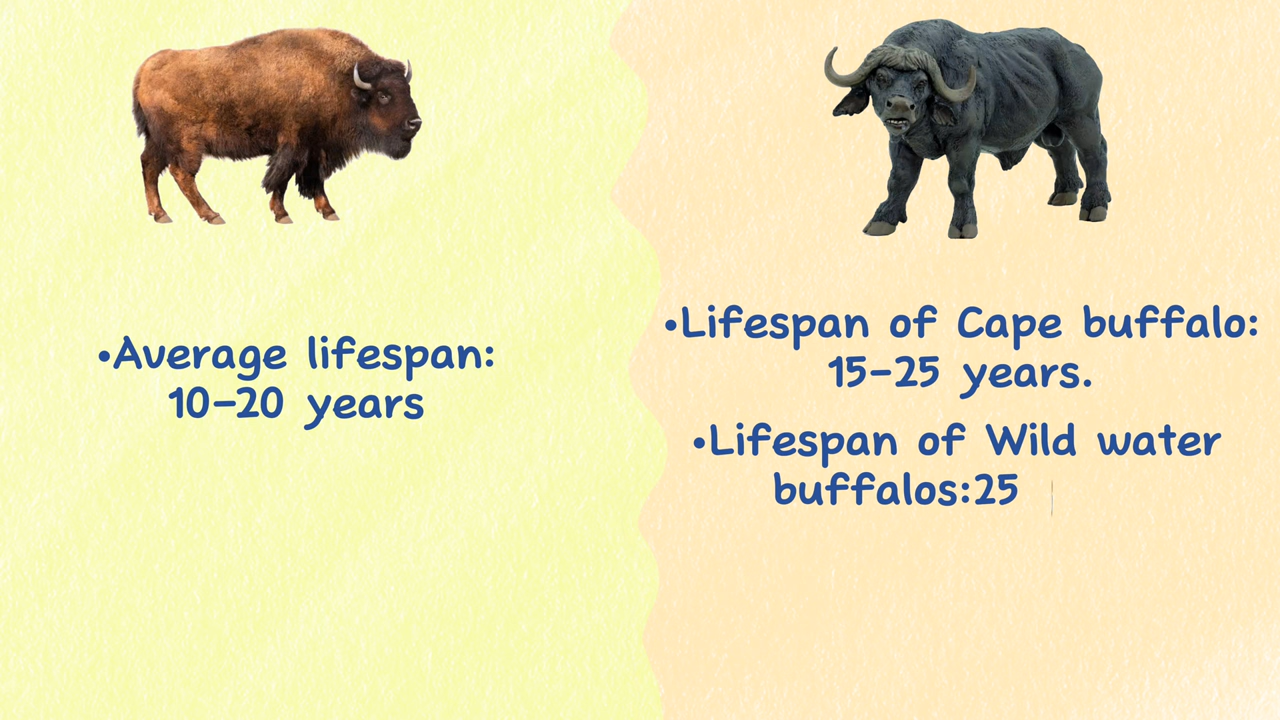 •Average lifespan:
10-20 years
•Lifespan of Cape buffalo:
15-25 years.
•Lifespan of Wild water
buffalos:25